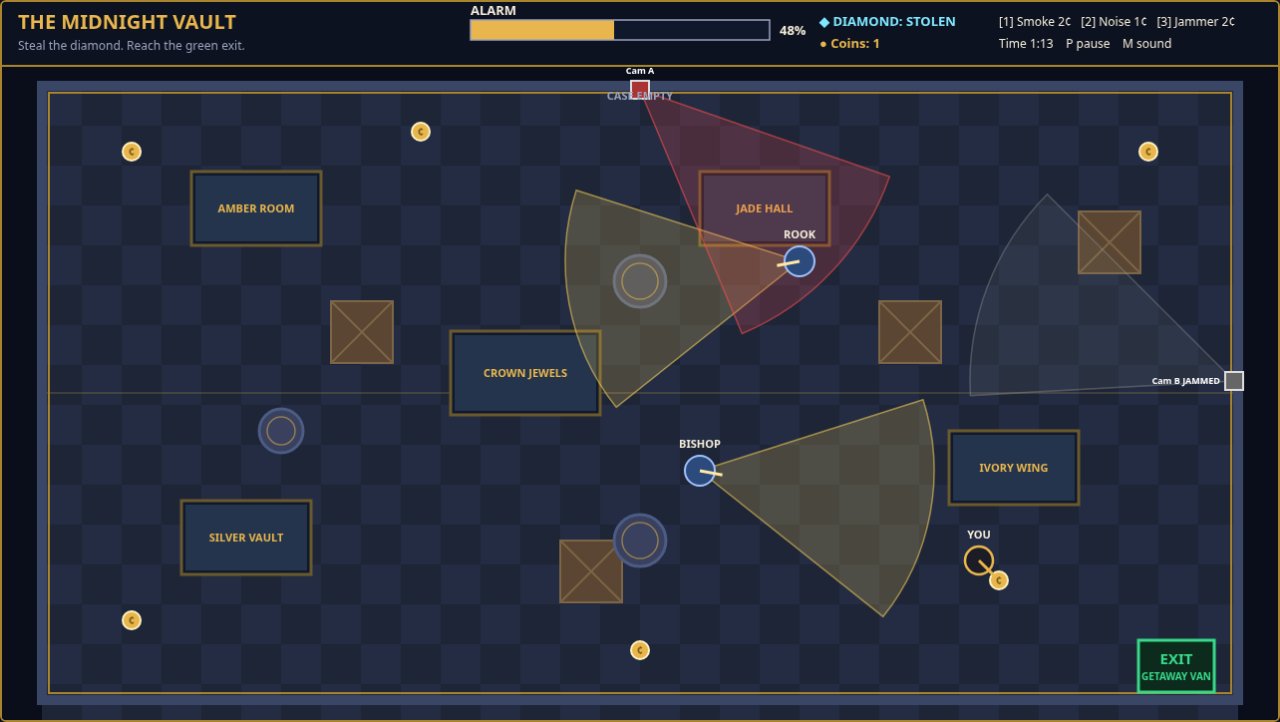 THE MIDNIGHT VAULT
Steal the diamond. Reach the green exit.
ALARM
48%
◆ DIAMOND: STOLEN
● Coins: 1
[1] Smoke 2¢ [2] Noise 1¢ [3] Jammer 2¢
Time 1:13 P pause M sound
Cam A
CASE EMPTY
¢
¢
¢
AMBER ROOM
JADE HALL
ROOK
CROWN JEWELS
Cam B JAMMED
BISHOP
IVORY WING
SILVER VAULT
YOU
¢
¢
¢
EXIT
GETAWAY VAN